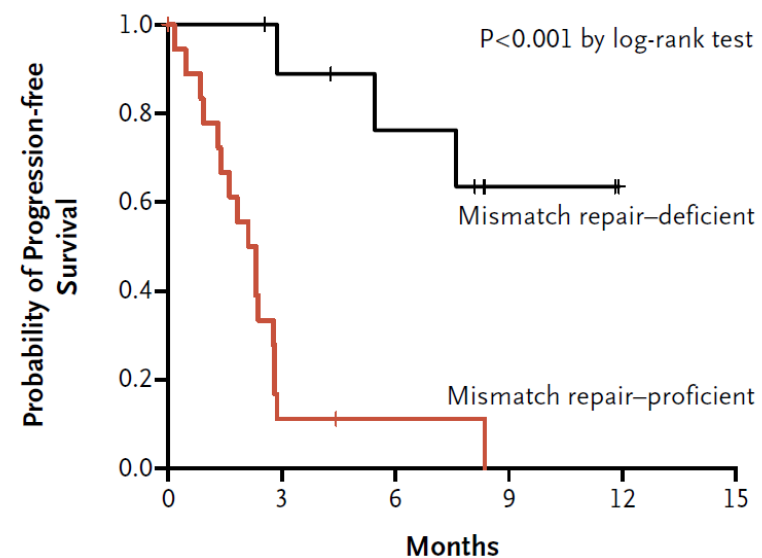 P<0.001 by log-rank test
Probability of Progression-free
Survival
1.0
0.8
0.6
0.4
0.2
0.0
Mismatch repair–deficient
Mismatch repair–proficient
0 3 6 9 12 15
Months